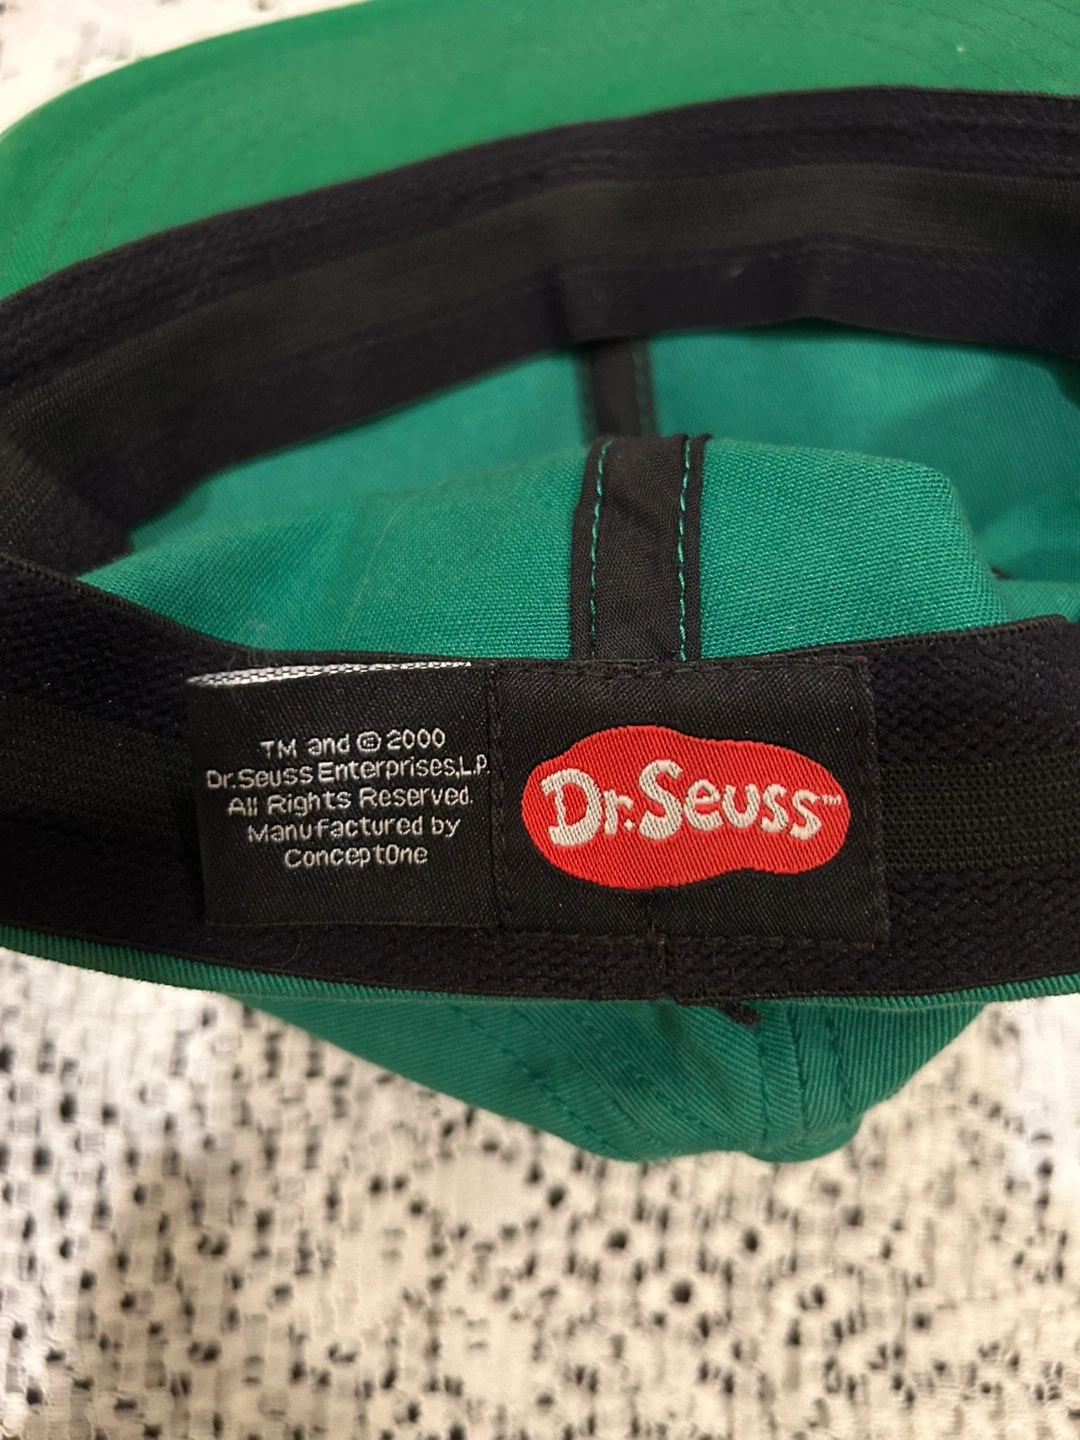 TM and © 2000
Dr. Seuss Enterprises, L.P.
All Rights Reserved.
Manufactured by
ConceptOne
Dr. Seuss™